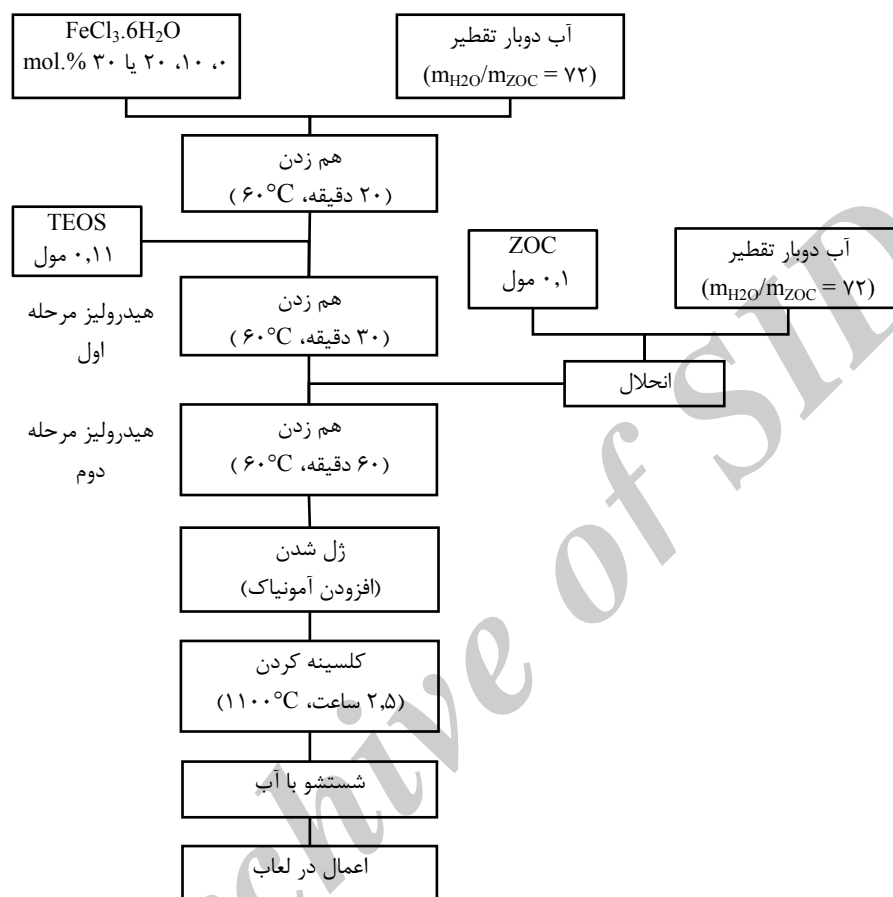 FeCl3.6H2O
۰، ۱۰، ۲۰ یا ۳۰ mol.%
آب دوبار تقطیر
(mH2O/mZOC = ۷۲)
هم زدن
(۲۰ دقیقه، ۶۰°C)
TEOS
۰,۱۱ مول
ZOC
۰,۱ مول
آب دوبار تقطیر
(mH2O/mZOC = ۷۲)
هیدرولیز مرحله
اول
هم زدن
(۳۰ دقیقه، ۶۰°C)
انحلال
هیدرولیز مرحله
دوم
هم زدن
(۶۰ دقیقه، ۶۰°C)
ژل شدن
(افزودن آمونیاک)
کلسینه کردن
(۲,۵ ساعت، ۱۱۰۰°C)
شستشو با آب
اعمال در لعاب
Archive of SID